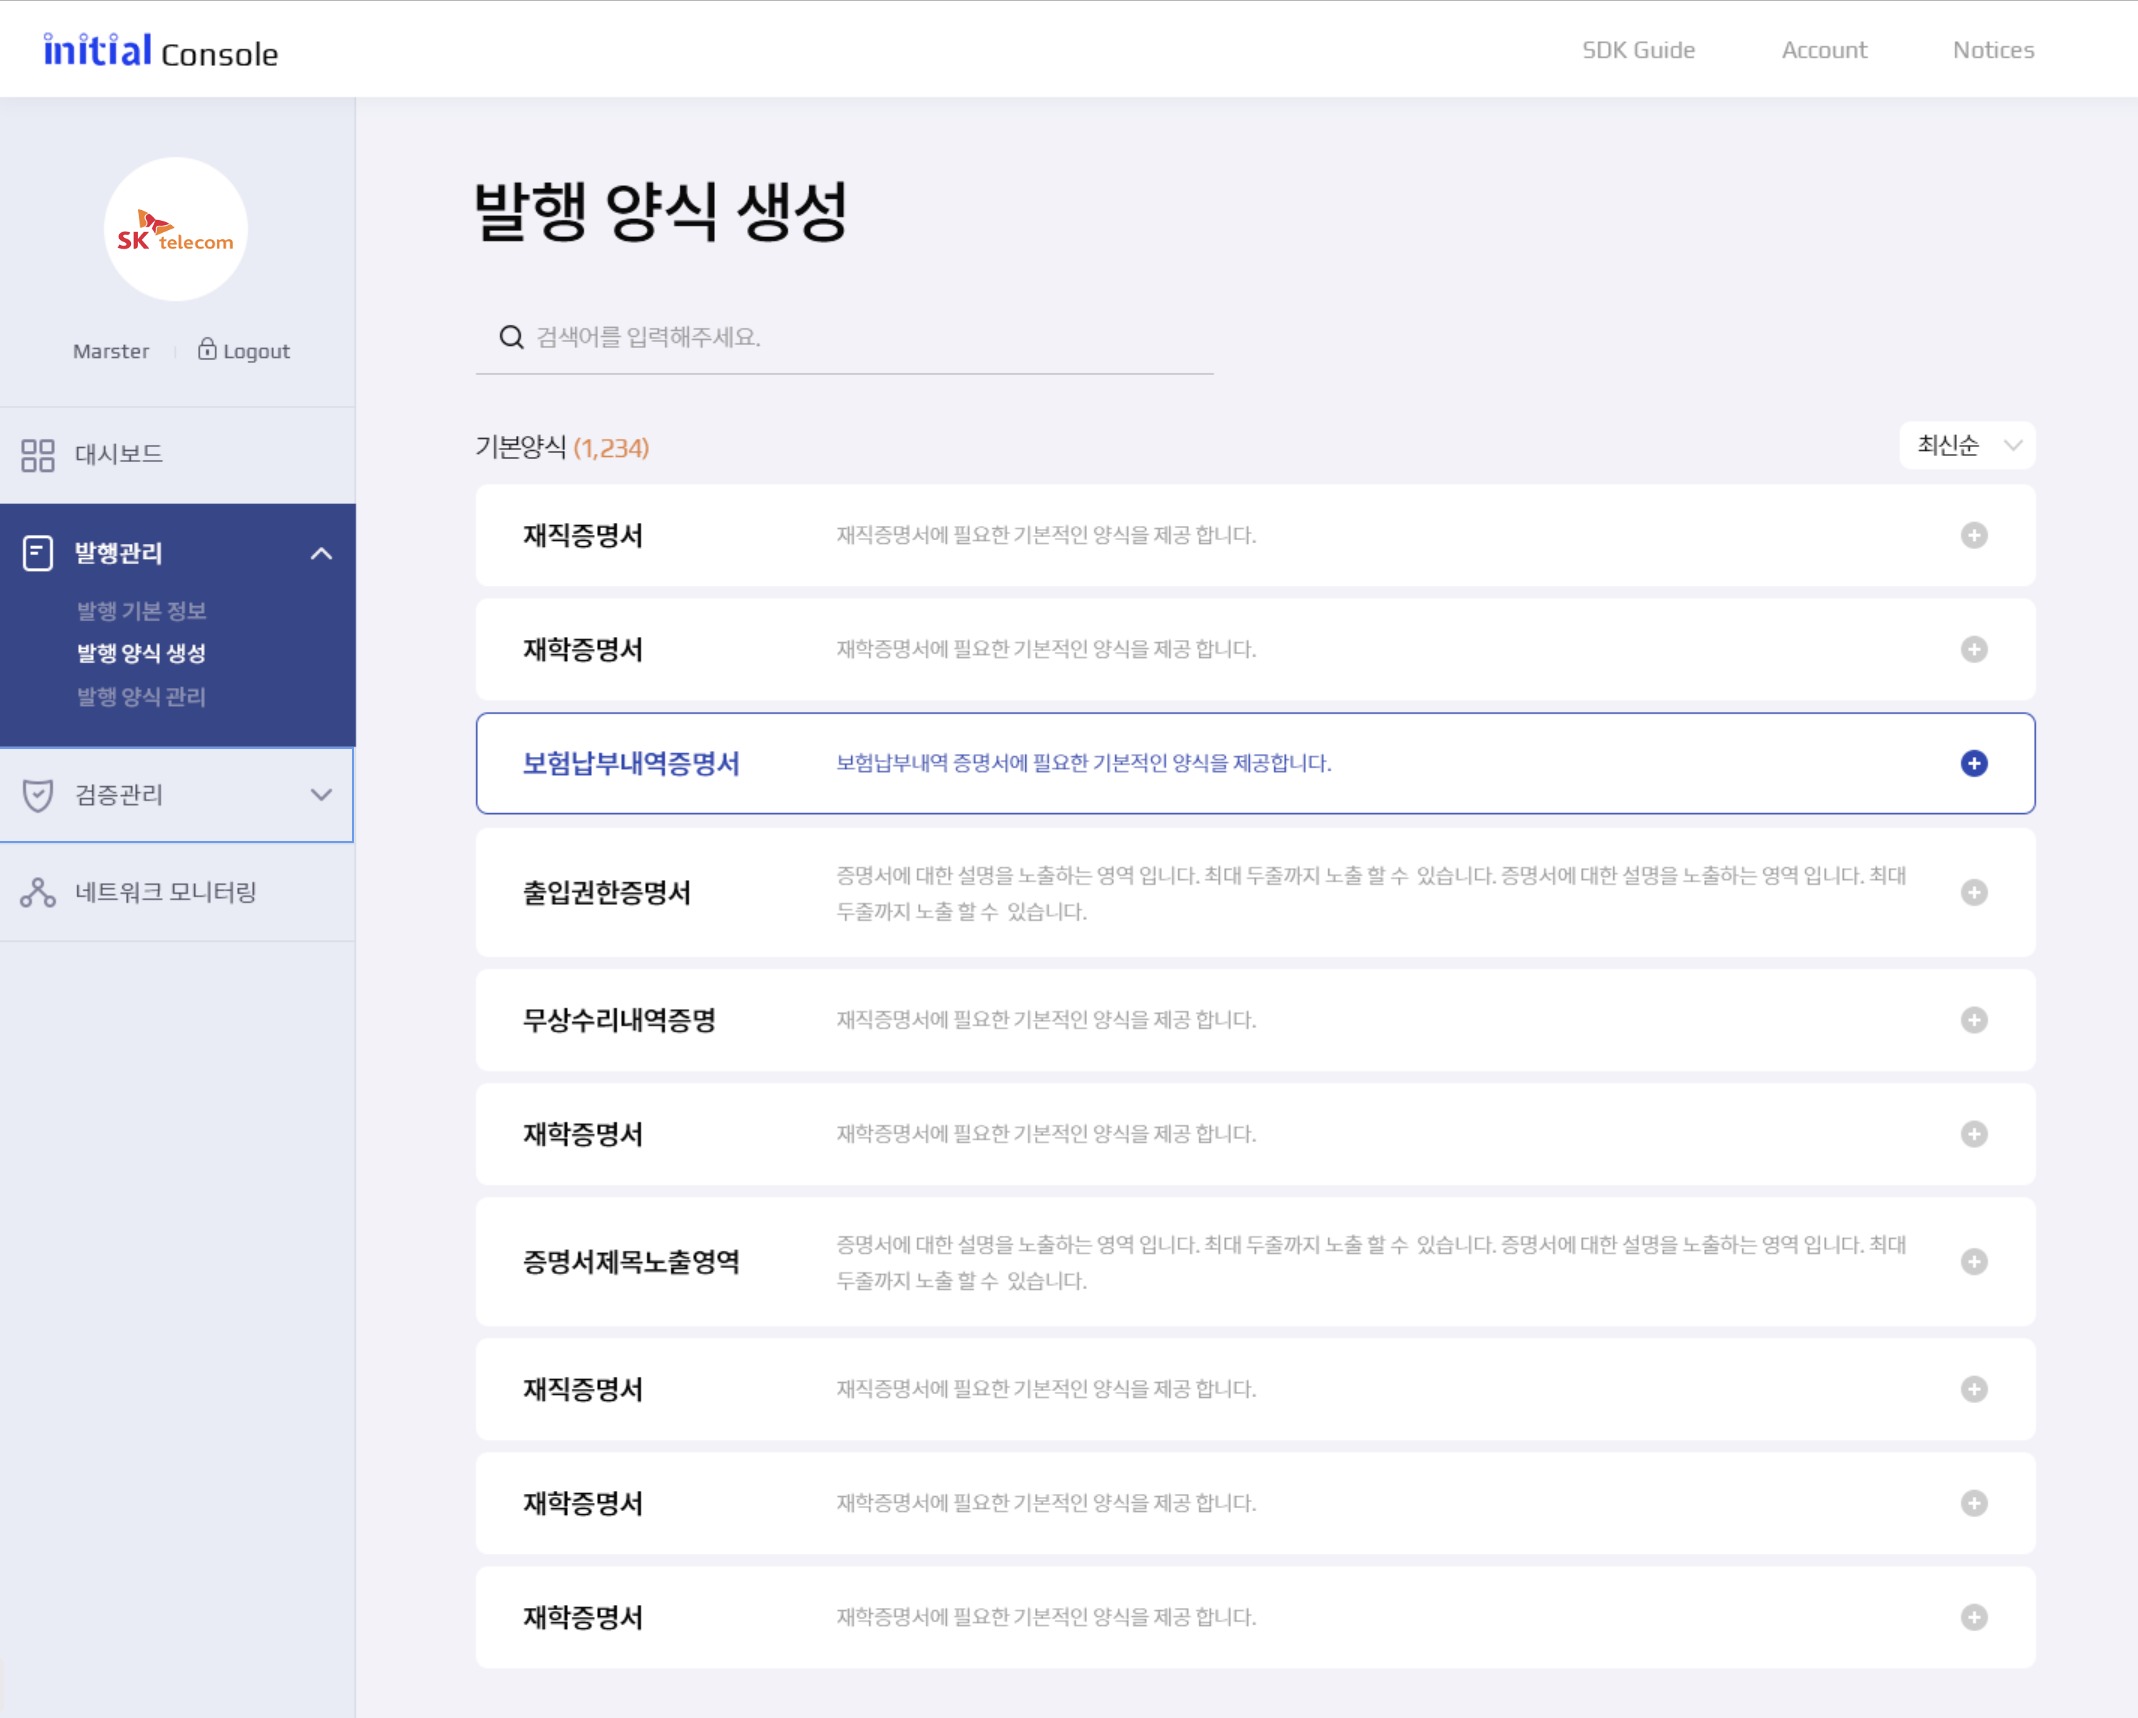 initial Console
SDK Guide
Account
Notices
SK telecom
Marster
Logout
대시보드
발행관리
발행 기본 정보
발행 양식 생성
발행 양식 관리
검증관리
네트워크 모니터링
발행 양식 생성
검색어를 입력해주세요.
기본양식 (1,234)
최신순
재직증명서
재직증명서에 필요한 기본적인 양식을 제공 합니다.
재학증명서
재학증명서에 필요한 기본적인 양식을 제공 합니다.
보험납부내역증명서
보험납부내역 증명서에 필요한 기본적인 양식을 제공합니다.
출입권한증명서
증명서에 대한 설명을 노출하는 영역 입니다. 최대 두줄까지 노출 할 수 있습니다. 증명서에 대한 설명을 노출하는 영역 입니다. 최대
두줄까지 노출 할 수 있습니다.
무상수리내역증명
재직증명서에 필요한 기본적인 양식을 제공 합니다.
재학증명서
재학증명서에 필요한 기본적인 양식을 제공 합니다.
증명서제목노출영역
증명서에 대한 설명을 노출하는 영역 입니다. 최대 두줄까지 노출 할 수 있습니다. 증명서에 대한 설명을 노출하는 영역 입니다. 최대
두줄까지 노출 할 수 있습니다.
재직증명서
재직증명서에 필요한 기본적인 양식을 제공 합니다.
재학증명서
재학증명서에 필요한 기본적인 양식을 제공 합니다.
재학증명서
재학증명서에 필요한 기본적인 양식을 제공 합니다.